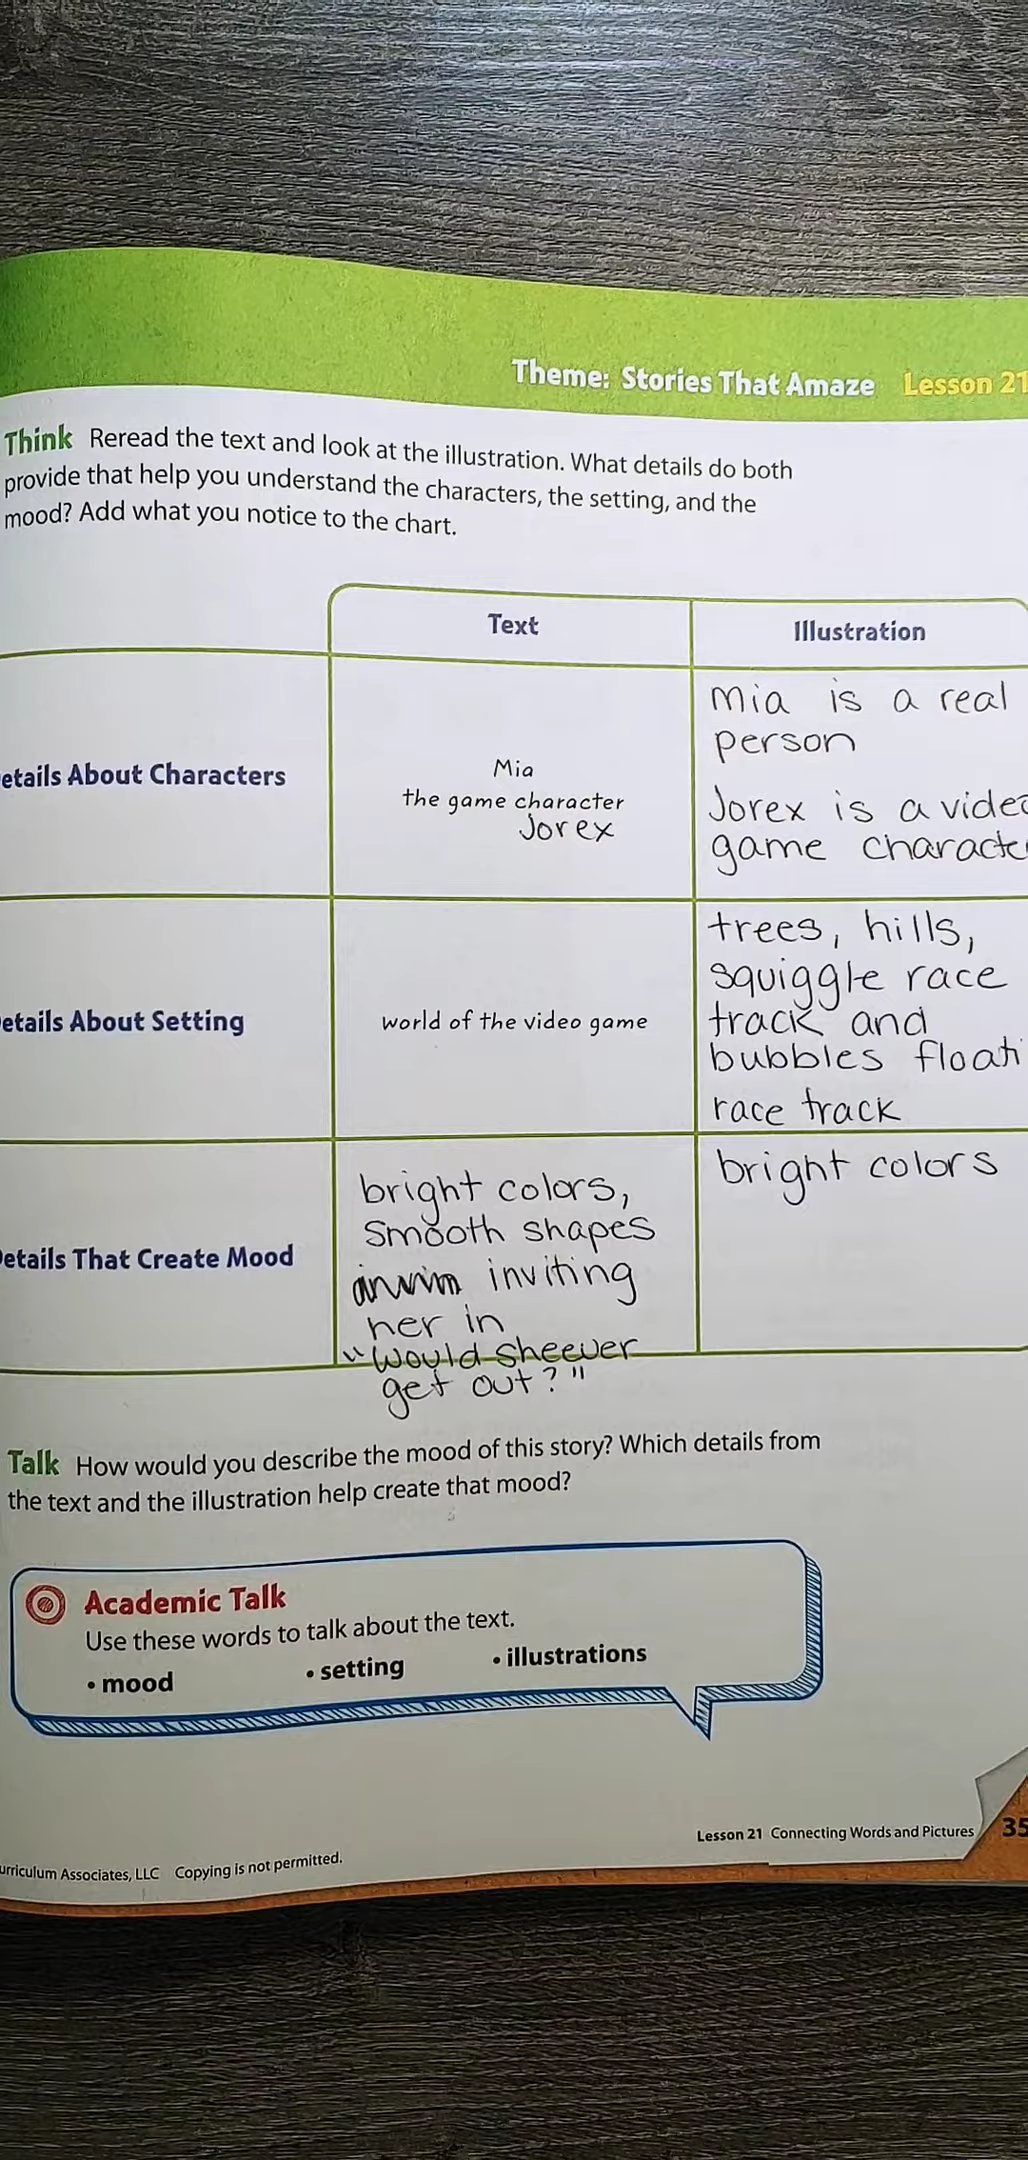 Theme: Stories That Amaze Lesson 21
Think Reread the text and look at the illustration. What details do both
provide that help you understand the characters, the setting, and the
mood? Add what you notice to the chart.
Text
Illustration
etails About Characters
Mia
the game character
Jorex
Mia is a real
person
Jorex is a video
game characte
etails About Setting
world of the video game
trees, hills,
squiggle race
track and
bubbles floati
race track
etails That Create Mood
bright colors,
smooth shapes
inviting
her in
"Would she ever
get out?"
bright colors
Talk How would you describe the mood of this story? Which details from
the text and the illustration help create that mood?
Academic Talk
Use these words to talk about the text.
• mood • setting • illustrations
Lesson 21 Connecting Words and Pictures 35
urriculum Associates, LLC Copying is not permitted.